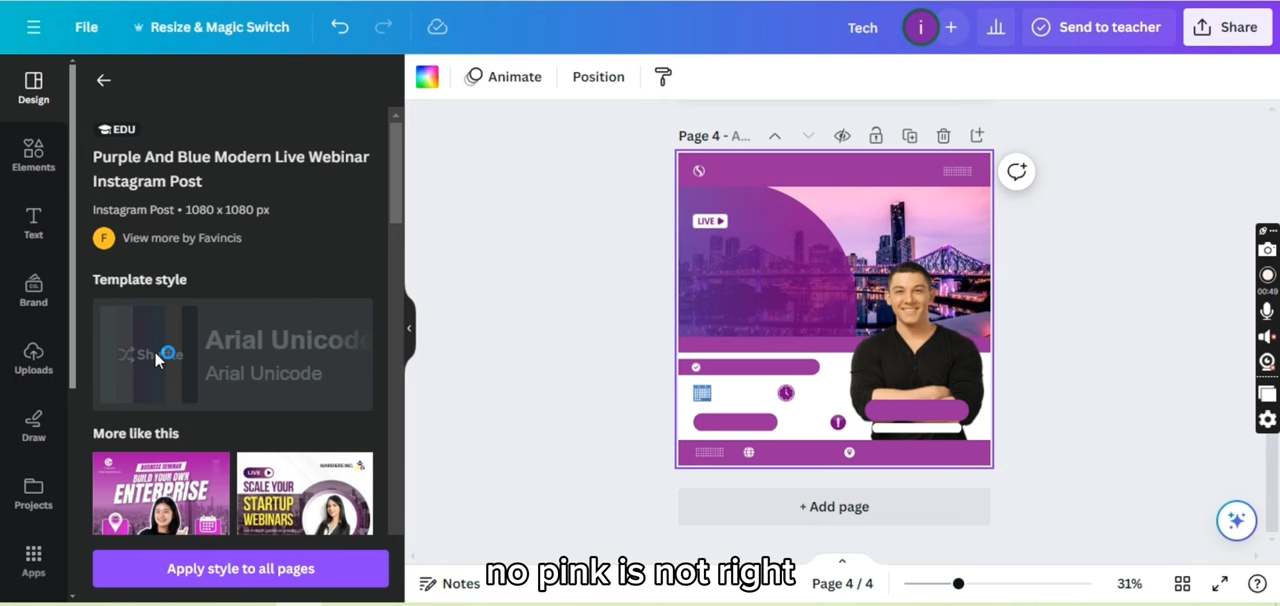 File
Resize & Magic Switch
Tech
i
Send to teacher
Share
Design
Elements
Text
Brand
Uploads
Draw
Projects
Apps
EDU
Purple And Blue Modern Live Webinar
Instagram Post
Instagram Post • 1080 x 1080 px
F
View more by Favincis
Template style
Arial Unicode
Arial Unicode
More like this
BUSINESS SEMINAR
BUILD YOUR OWN
ENTERPRISE
LIVE
WARDIERE INC.
SCALE YOUR
STARTUP
WEBINARS
Apply style to all pages
Animate
Position
Page 4 - A...
LIVE
+ Add page
no pink is not right
Notes
Page 4 / 4
31%
00:49